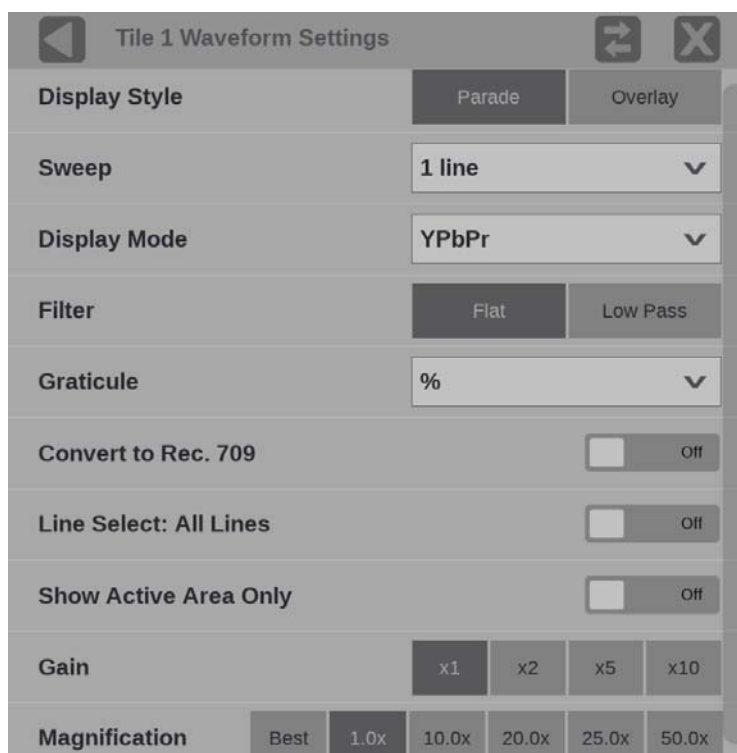 Tile 1 Waveform Settings
Display Style Parade Overlay
Sweep 1 line
Display Mode YPbPr
Filter Flat Low Pass
Graticule %
Convert to Rec. 709 Off
Line Select: All Lines Off
Show Active Area Only Off
Gain x1 x2 x5 x10
Magnification Best 1.0x 10.0x 20.0x 25.0x 50.0x